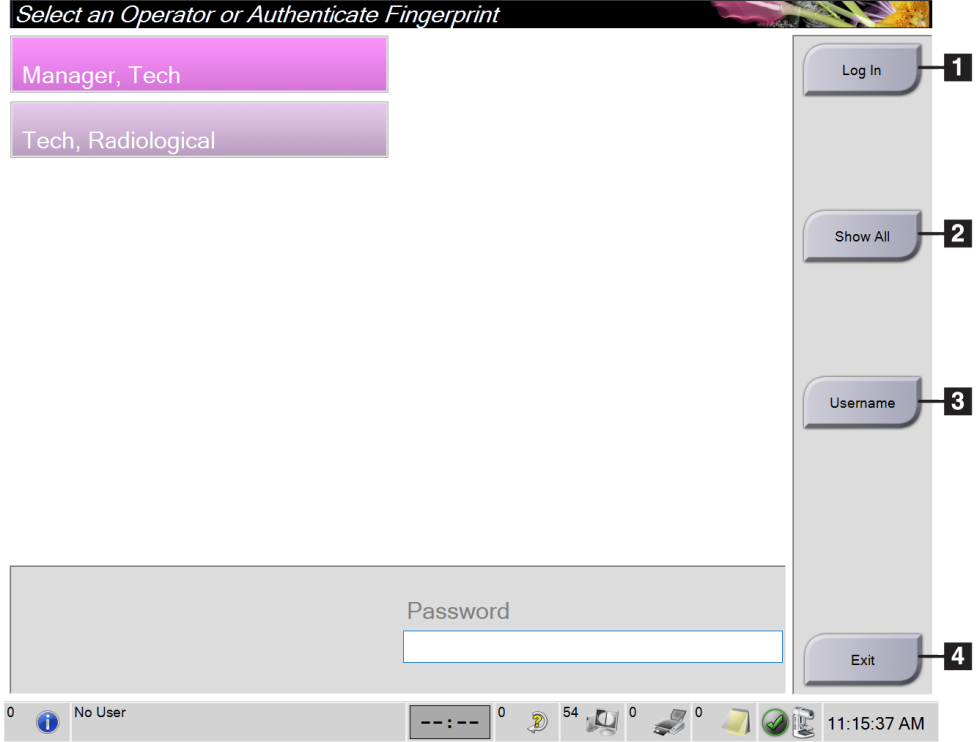 Select an Operator or Authenticate Fingerprint
Manager, Tech
Tech, Radiological
Log In
1
Show All
2
Username
3
Password
Exit
4
0
No User
--:--
0
54
0
0
11:15:37 AM